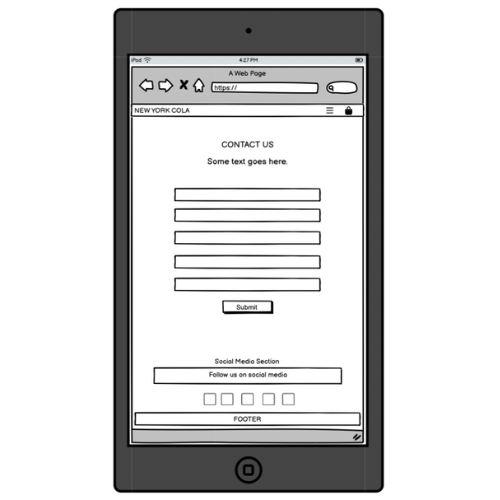 iPad 4:27 PM
A Web Page
https://
NEW YORK COLA
CONTACT US
Some text goes here.
Submit
Social Media Section
Follow us on social media
FOOTER